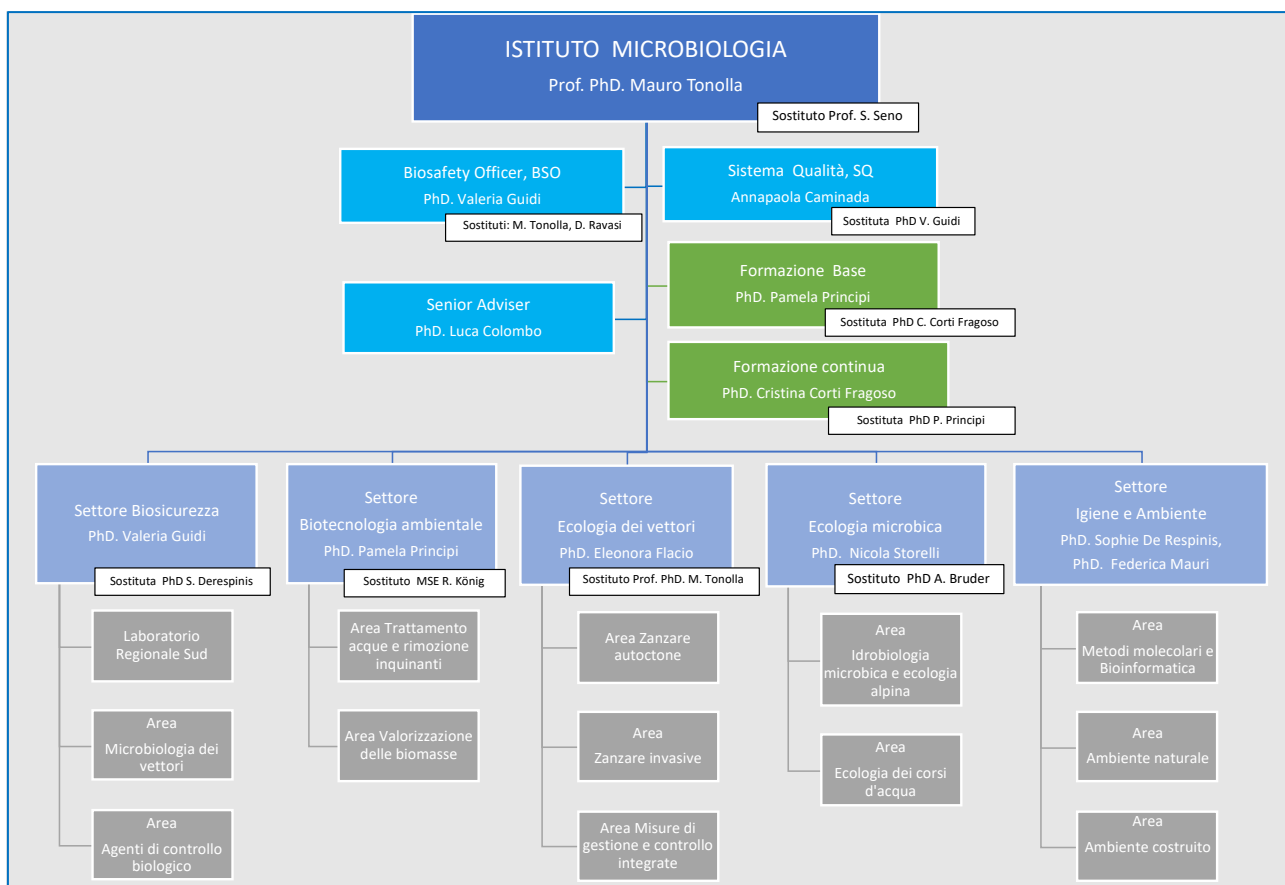 ISTITUTO MICROBIOLOGIA
Prof. PhD. Mauro Tonolla
Sostituto Prof. S. Seno
Biosafety Officer, BSO
PhD. Valeria Guidi
Sostituti: M. Tonolla, D. Ravasi
Sistema Qualità, SQ
Annapaola Caminada
Sostituta PhD V. Guidi
Formazione Base
PhD. Pamela Principi
Sostituta PhD C. Corti Fragoso
Senior Adviser
PhD. Luca Colombo
Formazione continua
PhD. Cristina Corti Fragoso
Sostituta PhD P. Principi
Settore Biosicurezza
PhD. Valeria Guidi
Sostituta PhD S. Derespinis
Laboratorio
Regionale Sud
Area
Microbiologia dei
vettori
Area
Agenti di controllo
biologico
Settore
Biotecnologia ambientale
PhD. Pamela Principi
Sostituto MSE R. König
Area Trattamento
acque e rimozione
inquinanti
Area Valorizzazione
delle biomasse
Settore
Ecologia dei vettori
PhD. Eleonora Flacio
Sostituto Prof. PhD. M. Tonolla
Area Zanzare
autoctone
Area
Zanzare invasive
Area Misure di
gestione e controllo
integrate
Settore
Ecologia microbica
PhD. Nicola Storelli
Sostituto PhD A. Bruder
Area
Idrobiologia
microbica e ecologia
alpina
Area
Ecologia dei corsi
d'acqua
Settore
Igiene e Ambiente
PhD. Sophie De Respinis,
PhD. Federica Mauri
Area
Metodi molecolari e
Bioinformatica
Area
Ambiente naturale
Area
Ambiente costruito